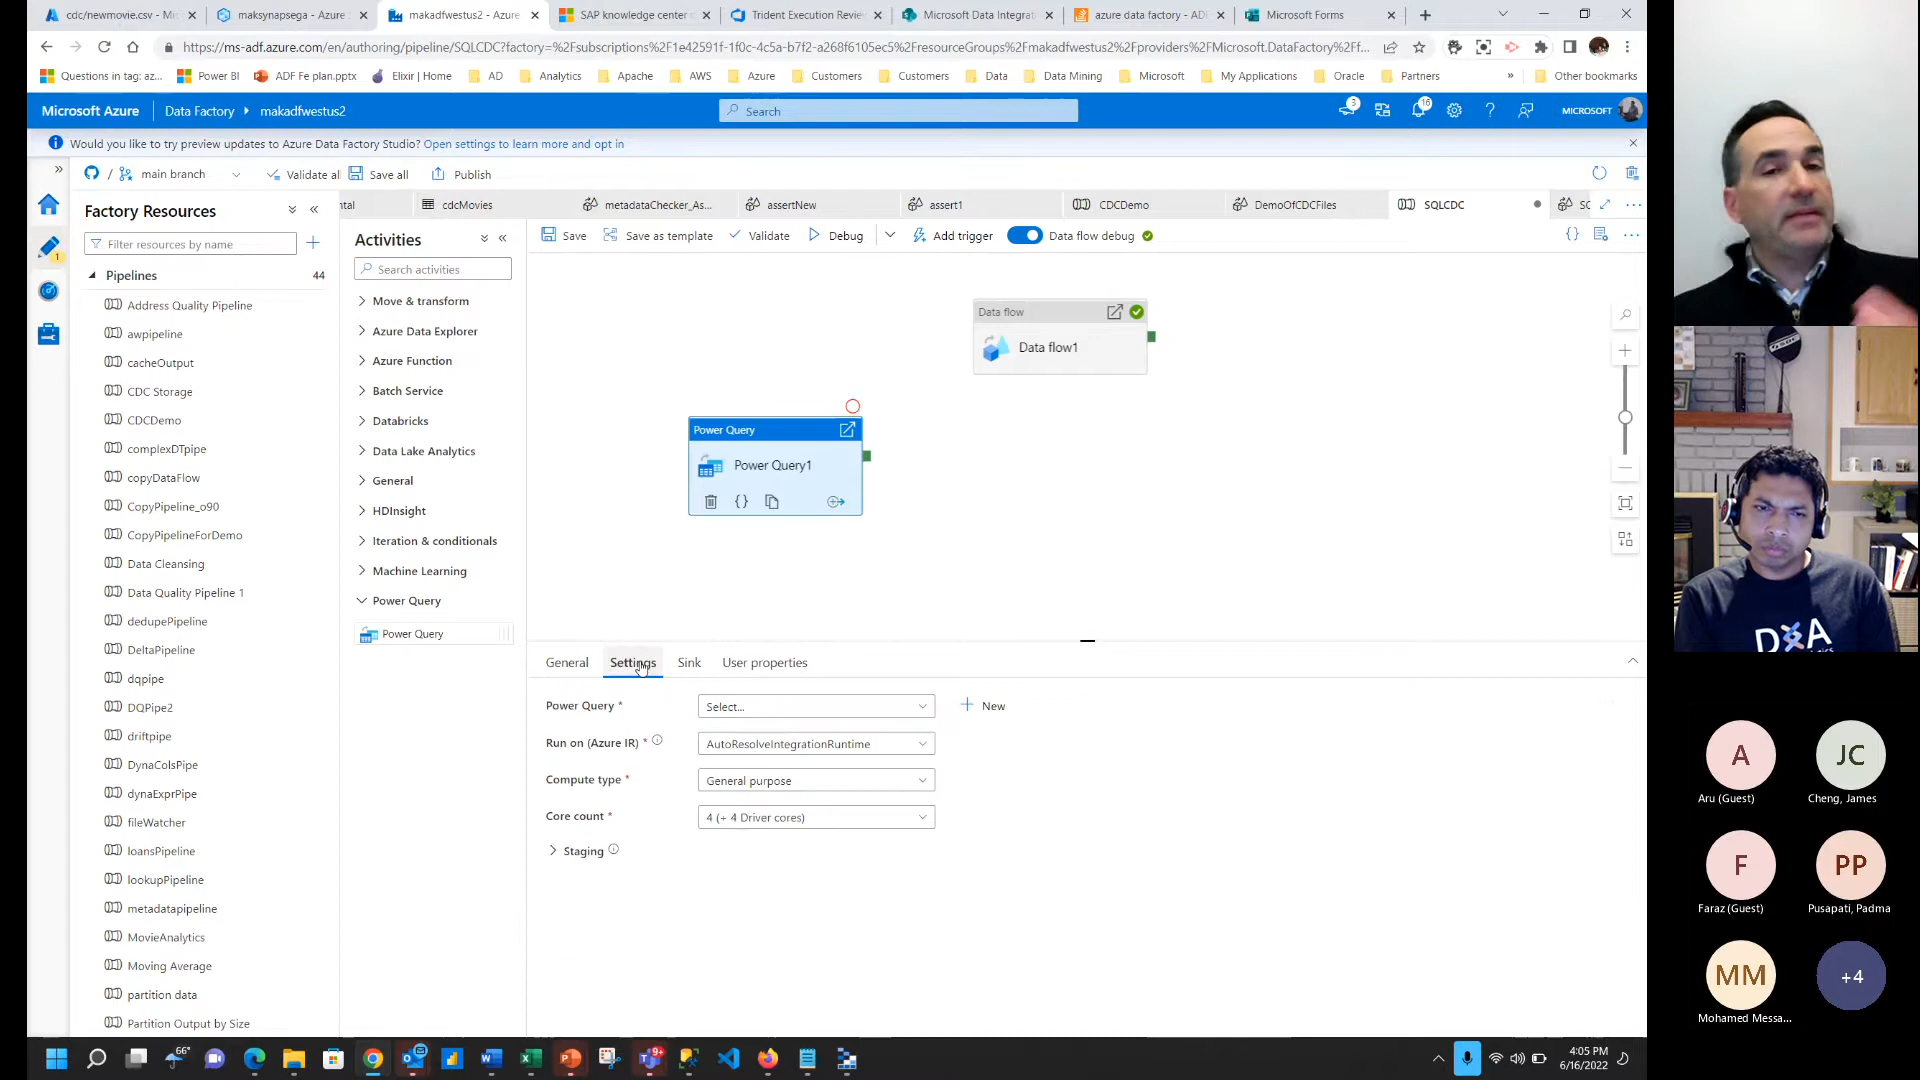 cdc/newmovie.csv - Mi
maksynapsega - Azure
makadfwestus2 - Azure
SAP knowledge center
Trident Execution Revie
Microsoft Data Integrat
azure data factory - AD
Microsoft Forms
https://ms-adf.azure.com/en/authoring/pipeline/SQLCDC?factory=%2Fsubscriptions%2F1e42591f-1f0c-4c5a-b7f2-a268f6105ec5%2FresourceGroups%2Fmakadfwestus2%2Fproviders%2FMicrosoft.DataFactory%2Ff...
Questions in tag: az...
Power BI
ADF Fe plan.pptx
Elixir | Home
AD
Analytics
Apache
AWS
Azure
Customers
Customers
Data
Data Mining
Microsoft
My Applications
Oracle
Partners
»
Other bookmarks
Microsoft Azure
Data Factory
makadfwestus2
Search
3
16
MICROSOFT
Would you like to try preview updates to Azure Data Factory Studio? Open settings to learn more and opt in
/ main branch
Validate all
Save all
Publish
Factory Resources
Filter resources by name
Pipelines 44
Address Quality Pipeline
awpipeline
cacheOutput
CDC Storage
CDCDemo
complexDTpipe
copyDataFlow
CopyPipeline_o90
CopyPipelineForDemo
Data Cleansing
Data Quality Pipeline 1
dedupePipeline
DeltaPipeline
dqpipe
DQPipe2
driftpipe
DynaColsPipe
dynaExprPipe
fileWatcher
loansPipeline
lookupPipeline
metadatapipeline
MovieAnalytics
Moving Average
partition data
Partition Output by Size
ntal
cdcMovies
metadataChecker_As...
assertNew
assert1
CDCDemo
DemoOfCDCFiles
SQLCDC
SC
Activities
Search activities
Move & transform
Azure Data Explorer
Azure Function
Batch Service
Databricks
Data Lake Analytics
General
HDInsight
Iteration & conditionals
Machine Learning
Power Query
Power Query
Save
Save as template
Validate
Debug
Add trigger
Data flow debug
Data flow
Data flow1
Power Query
Power Query1
General
Settings
Sink
User properties
Power Query *
Select...
New
Run on (Azure IR) *
AutoResolveIntegrationRuntime
Compute type *
General purpose
Core count *
4 (+ 4 Driver cores)
Staging
66°
9+
4:05 PM
6/16/2022
A
Aru (Guest)
JC
Cheng, James
F
Faraz (Guest)
PP
Pusapati, Padma
MM
Mohamed Messa...
+4